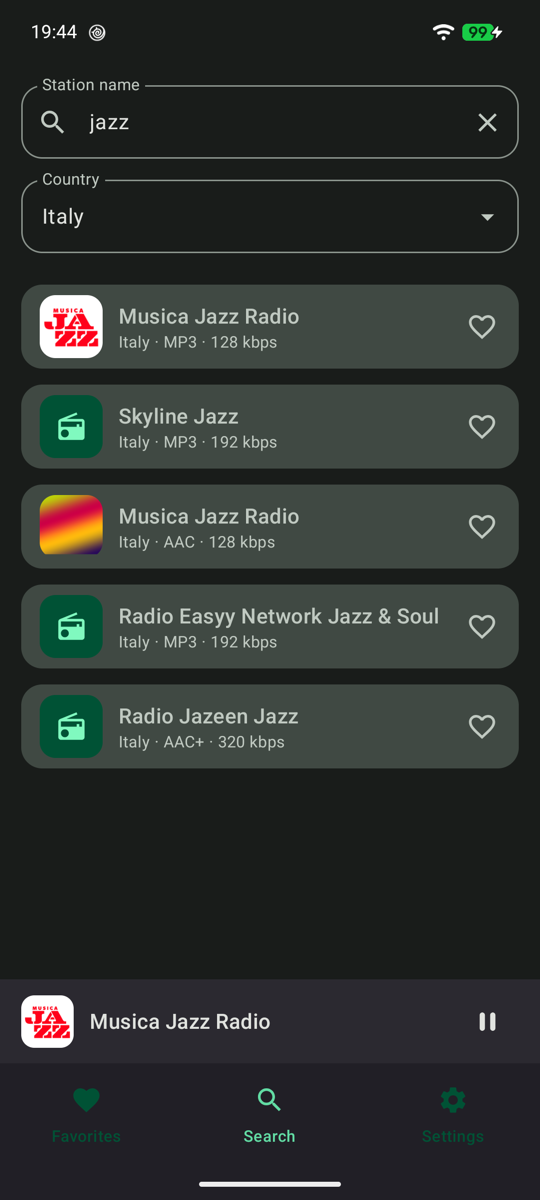 19:44
99
Station name
jazz
Country
Italy
MUSICA
JAZZ
Musica Jazz Radio
Italy · MP3 · 128 kbps
Skyline Jazz
Italy · MP3 · 192 kbps
Musica Jazz Radio
Italy · AAC · 128 kbps
Radio Easyy Network Jazz & Soul
Italy · MP3 · 192 kbps
Radio Jazeen Jazz
Italy · AAC+ · 320 kbps
MUSICA
JAZZ
Musica Jazz Radio
Favorites
Search
Settings